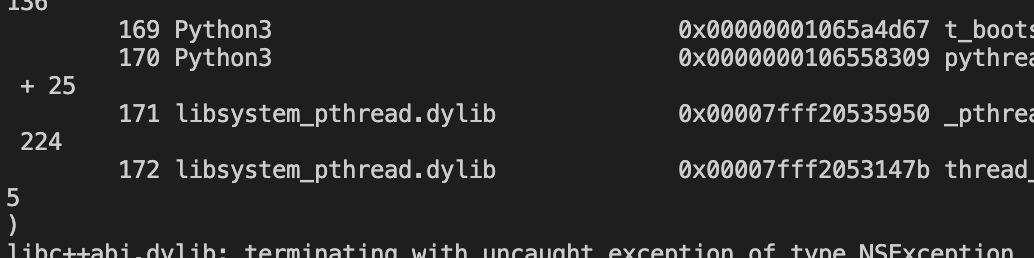 136
169 Python3 0x00000001065a4d67 t_boots
170 Python3 0x0000000106558309 pythrea
+ 25
171 libsystem_pthread.dylib 0x00007fff20535950 _pthrea
224
172 libsystem_pthread.dylib 0x00007fff2053147b thread_
5
)
libc++abi.dylib: terminating with uncaught exception of type NSException